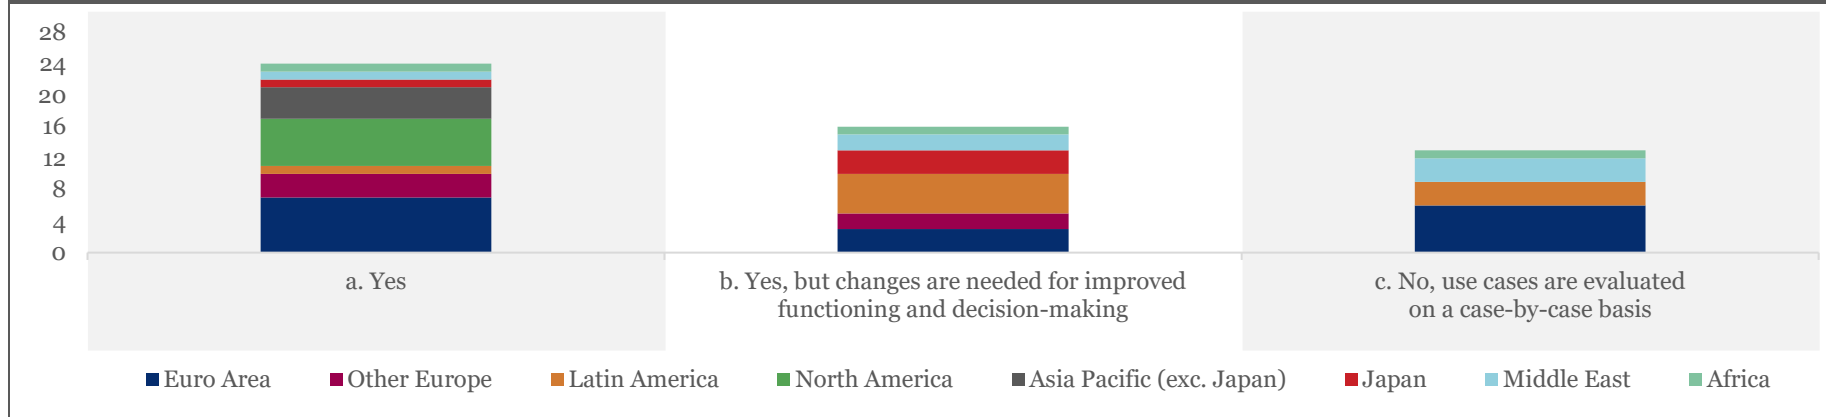 28
24
20
16
12
8
4
0
a. Yes
b. Yes, but changes are needed for improved
functioning and decision-making
c. No, use cases are evaluated
on a case-by-case basis
Euro Area Other Europe Latin America North America Asia Pacific (exc. Japan) Japan Middle East Africa